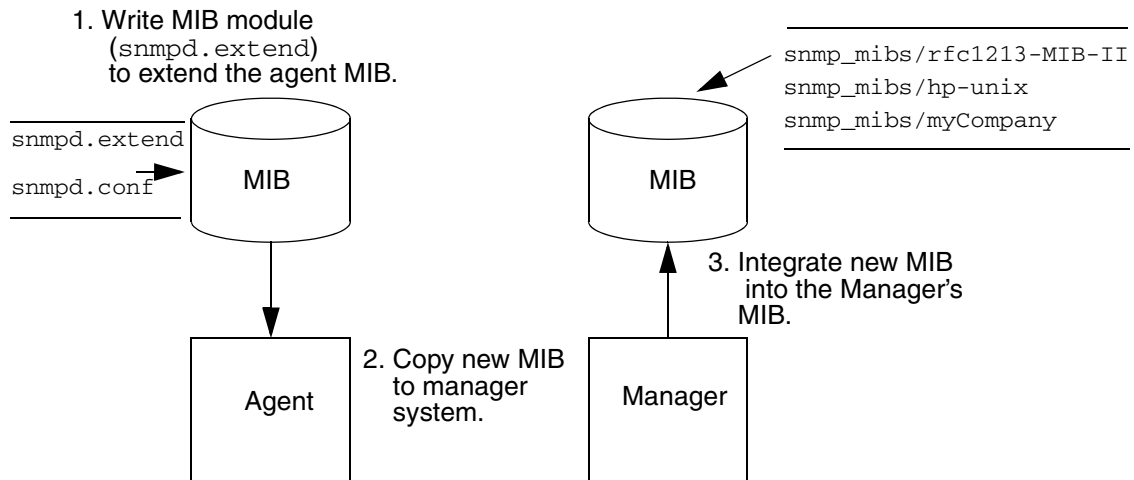 1. Write MIB module
(snmpd.extend)
to extend the agent MIB.
snmpd.extend
snmpd.conf
MIB
snmp_mibs/rfc1213-MIB-II
snmp_mibs/hp-unix
snmp_mibs/myCompany
MIB
3. Integrate new MIB
into the Manager's
MIB.
Agent
2. Copy new MIB
to manager
system.
Manager